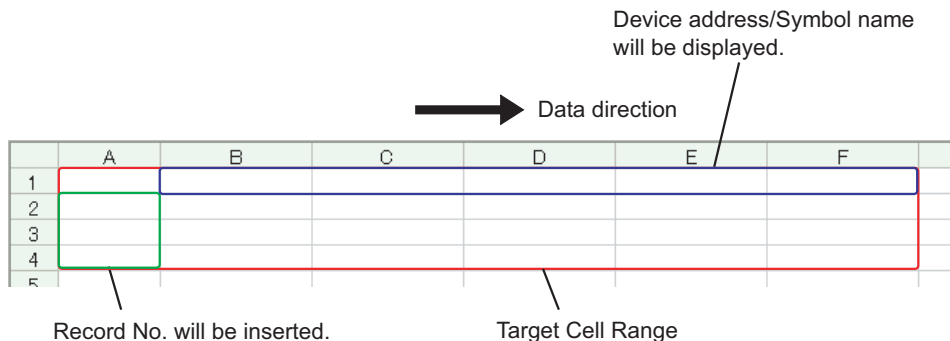 Device address/Symbol name
will be displayed.
Data direction
A B C D E F
1
2
3
4
5
Record No. will be inserted.
Target Cell Range